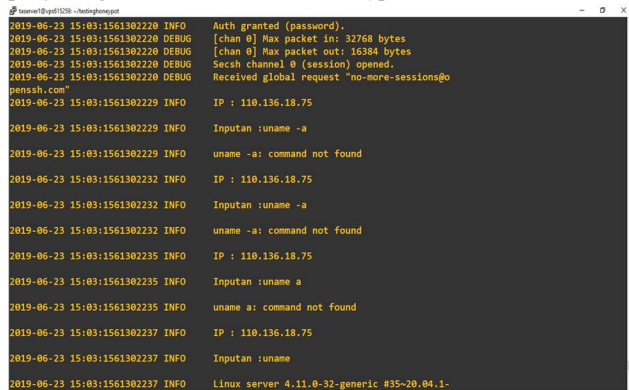 taserver1@vps615259: ~/testinghoneypot
2019-06-23 15:03:1561302220 INFO Auth granted (password).
2019-06-23 15:03:1561302220 DEBUG [chan 0] Max packet in: 32768 bytes
2019-06-23 15:03:1561302220 DEBUG [chan 0] Max packet out: 16384 bytes
2019-06-23 15:03:1561302220 DEBUG Secsh channel 0 (session) opened.
2019-06-23 15:03:1561302220 DEBUG Received global request "no-more-sessions@o
penssh.com"
2019-06-23 15:03:1561302229 INFO IP : 110.136.18.75
2019-06-23 15:03:1561302229 INFO Inputan :uname -a
2019-06-23 15:03:1561302229 INFO uname -a: command not found
2019-06-23 15:03:1561302232 INFO IP : 110.136.18.75
2019-06-23 15:03:1561302232 INFO Inputan :uname -a
2019-06-23 15:03:1561302232 INFO uname -a: command not found
2019-06-23 15:03:1561302235 INFO IP : 110.136.18.75
2019-06-23 15:03:1561302235 INFO Inputan :uname a
2019-06-23 15:03:1561302235 INFO uname a: command not found
2019-06-23 15:03:1561302237 INFO IP : 110.136.18.75
2019-06-23 15:03:1561302237 INFO Inputan :uname
2019-06-23 15:03:1561302237 INFO Linux server 4.11.0-32-generic #35~20.04.1-